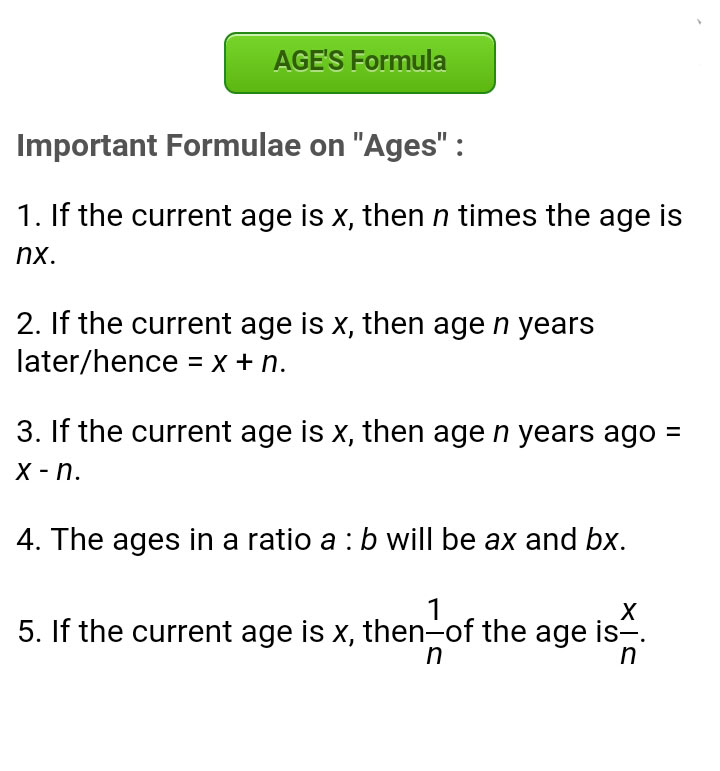 AGE'S Formula
Important Formulae on "Ages" :
1. If the current age is x, then n times the age is
nx.
2. If the current age is x, then age n years
later/hence = x + n.
3. If the current age is x, then age n years ago =
x - n.
4. The ages in a ratio a : b will be ax and bx.
5. If the current age is x, then 1/n of the age is x/n.